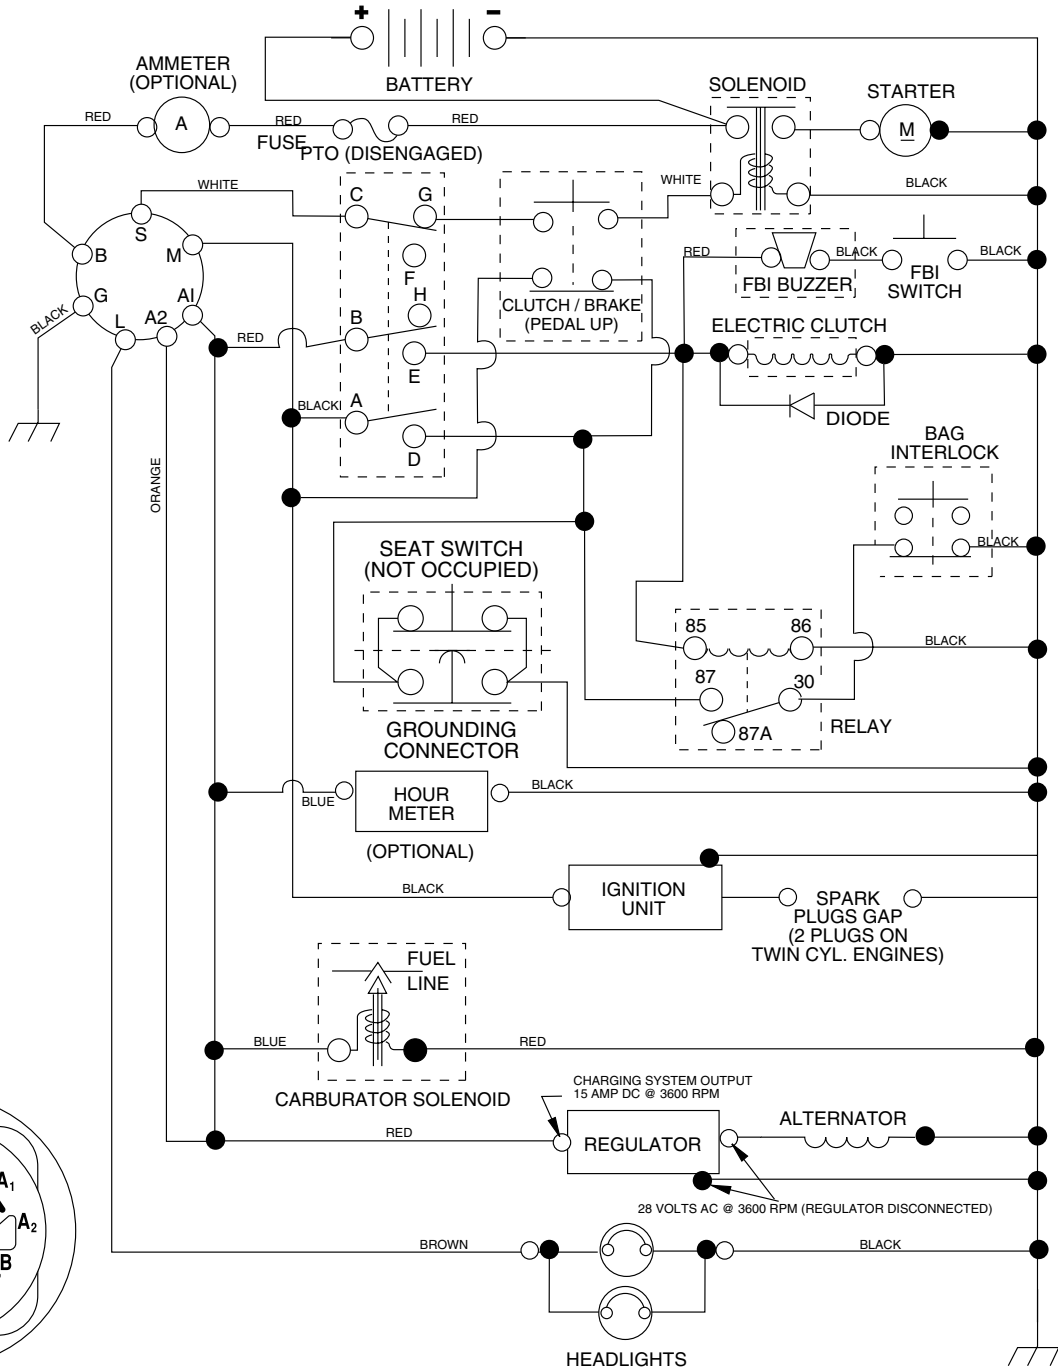 + −
BATTERY
AMMETER
(OPTIONAL)
SOLENOID
STARTER
RED
A
RED
FUSE
RED
M
PTO (DISENGAGED)
WHITE
WHITE
BLACK
C G
S
M
B
G
L
A2
A1
BLACK
F
H
B
E
A
D
CLUTCH / BRAKE
(PEDAL UP)
RED
FBI BUZZER
BLACK
FBI
SWITCH
BLACK
RED
ELECTRIC CLUTCH
DIODE
BLACK
BAG
INTERLOCK
BLACK
ORANGE
SEAT SWITCH
(NOT OCCUPIED)
85 86
BLACK
87 30
87A
RELAY
GROUNDING
CONNECTOR
BLUE
HOUR
METER
BLACK
(OPTIONAL)
BLACK
IGNITION
UNIT
SPARK
PLUGS GAP
(2 PLUGS ON
TWIN CYL. ENGINES)
FUEL
LINE
BLUE
RED
CARBURATOR SOLENOID
CHARGING SYSTEM OUTPUT
15 AMP DC @ 3600 RPM
RED
REGULATOR
ALTERNATOR
28 VOLTS AC @ 3600 RPM (REGULATOR DISCONNECTED)
A1
A2
B
BROWN
BLACK
HEADLIGHTS